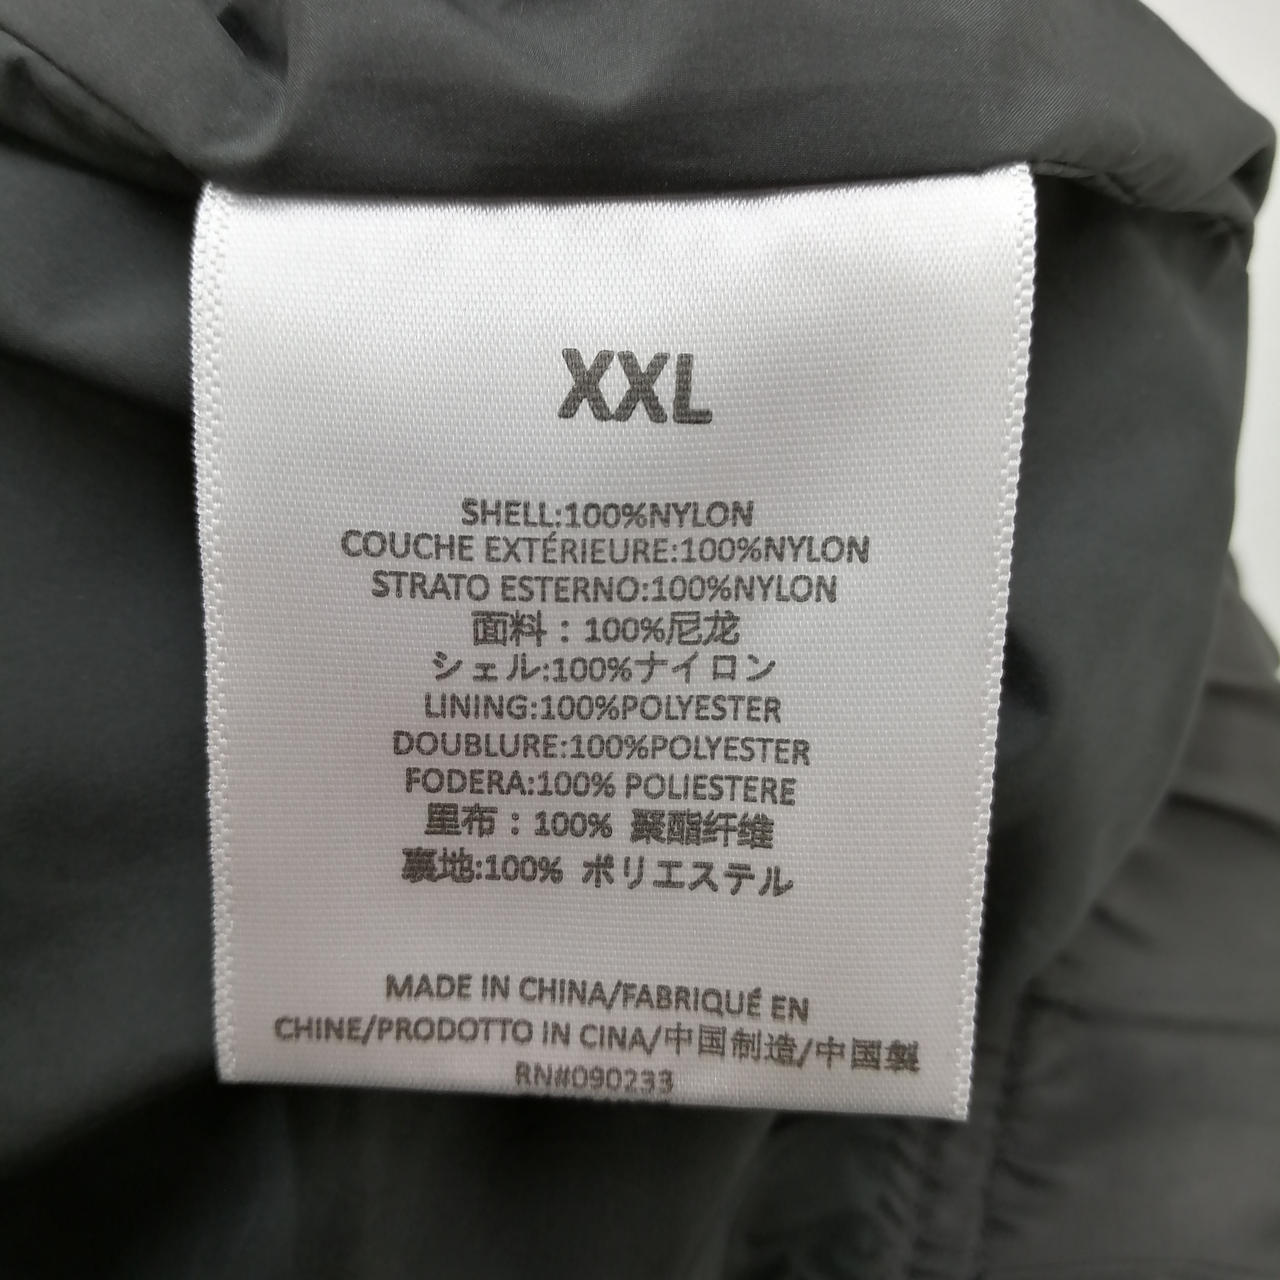 XXL
SHELL:100%NYLON
COUCHE EXTÉRIEURE:100%NYLON
STRATO ESTERNO:100%NYLON
面料：100%尼龙
シェル:100%ナイロン
LINING:100%POLYESTER
DOUBLURE:100%POLYESTER
FODERA:100% POLIESTERE
里布：100% 聚酯纤维
裏地:100% ポリエステル
MADE IN CHINA/FABRIQUÉ EN
CHINE/PRODOTTO IN CINA/中国制造/中国製
RN#090233